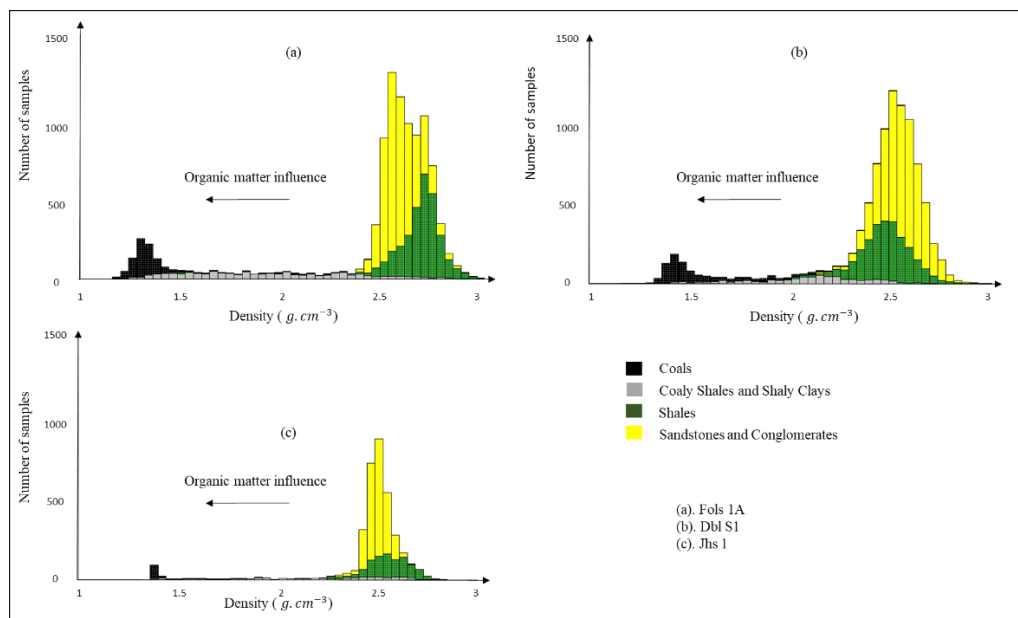 1500
(a)
Number of samples
1000
Organic matter influence
500
0
1
1.5
2
2.5
3
Density ( g.cm⁻³)
1500
(b)
Number of samples
1000
Organic matter influence
500
0
1
1.5
2
2.5
3
Density ( g.cm⁻³)
1500
Number of samples
1000
(c)
Organic matter influence
500
0
1
1.5
2
2.5
3
Density ( g.cm⁻³)
Coals
Coaly Shales and Shaly Clays
Shales
Sandstones and Conglomerates
(a). Fols 1A
(b). Dbl S1
(c). Jhs 1